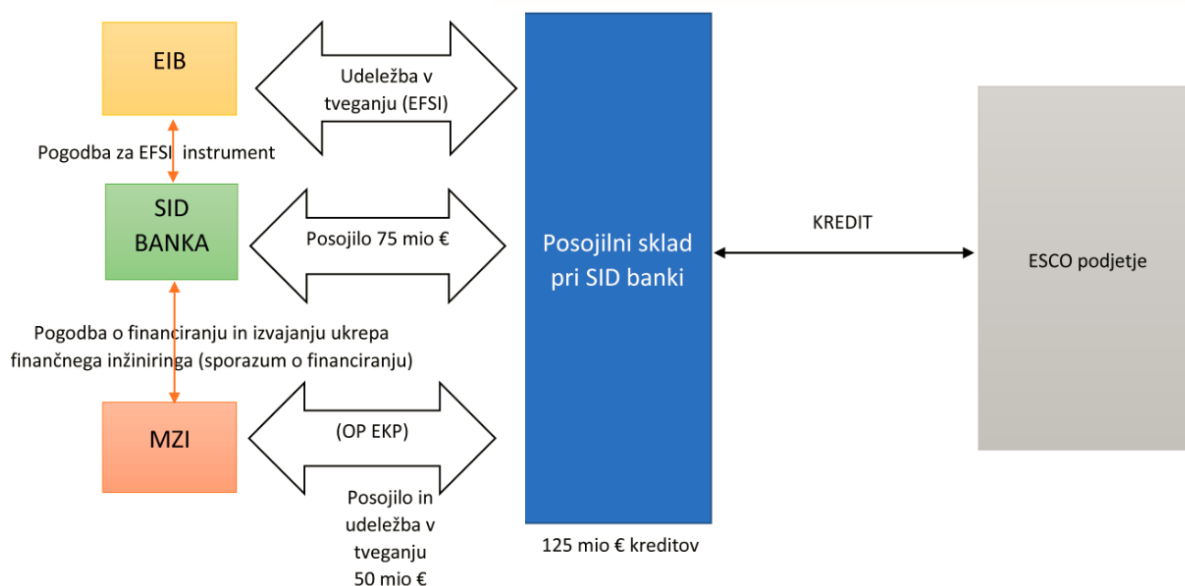 EIB
Udeležba v
tveganju (EFSI)
Pogodba za EFSI instrument
SID
BANKA
Posojilo 75 mio €
Posojilni sklad
pri SID banki
KREDIT
ESCO podjetje
Pogodba o financiranju in izvajanju ukrepa
finančnega inžiniringa (sporazum o financiranju)
MZI
(OP EKP)
Posojilo in
udeležba v
tveganju
50 mio €
125 mio € kreditov